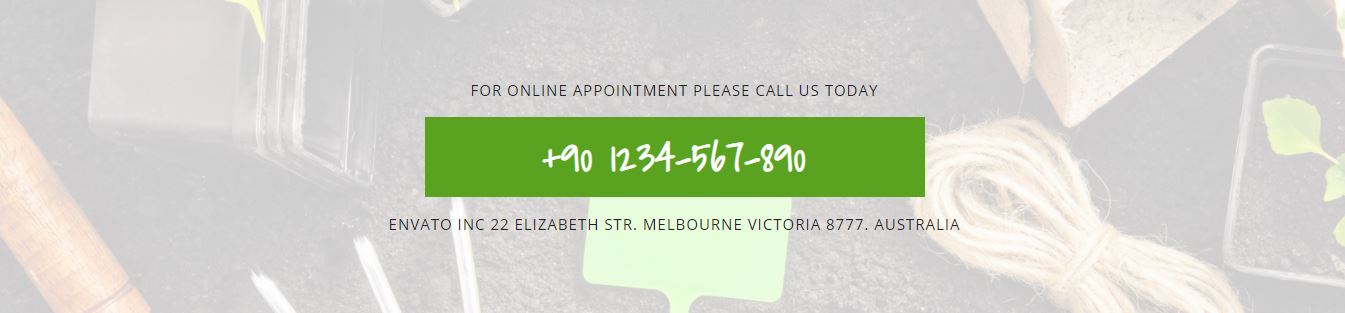 FOR ONLINE APPOINTMENT PLEASE CALL US TODAY
+90 1234-567-890
ENVATO INC 22 ELIZABETH STR. MELBOURNE VICTORIA 8777. AUSTRALIA